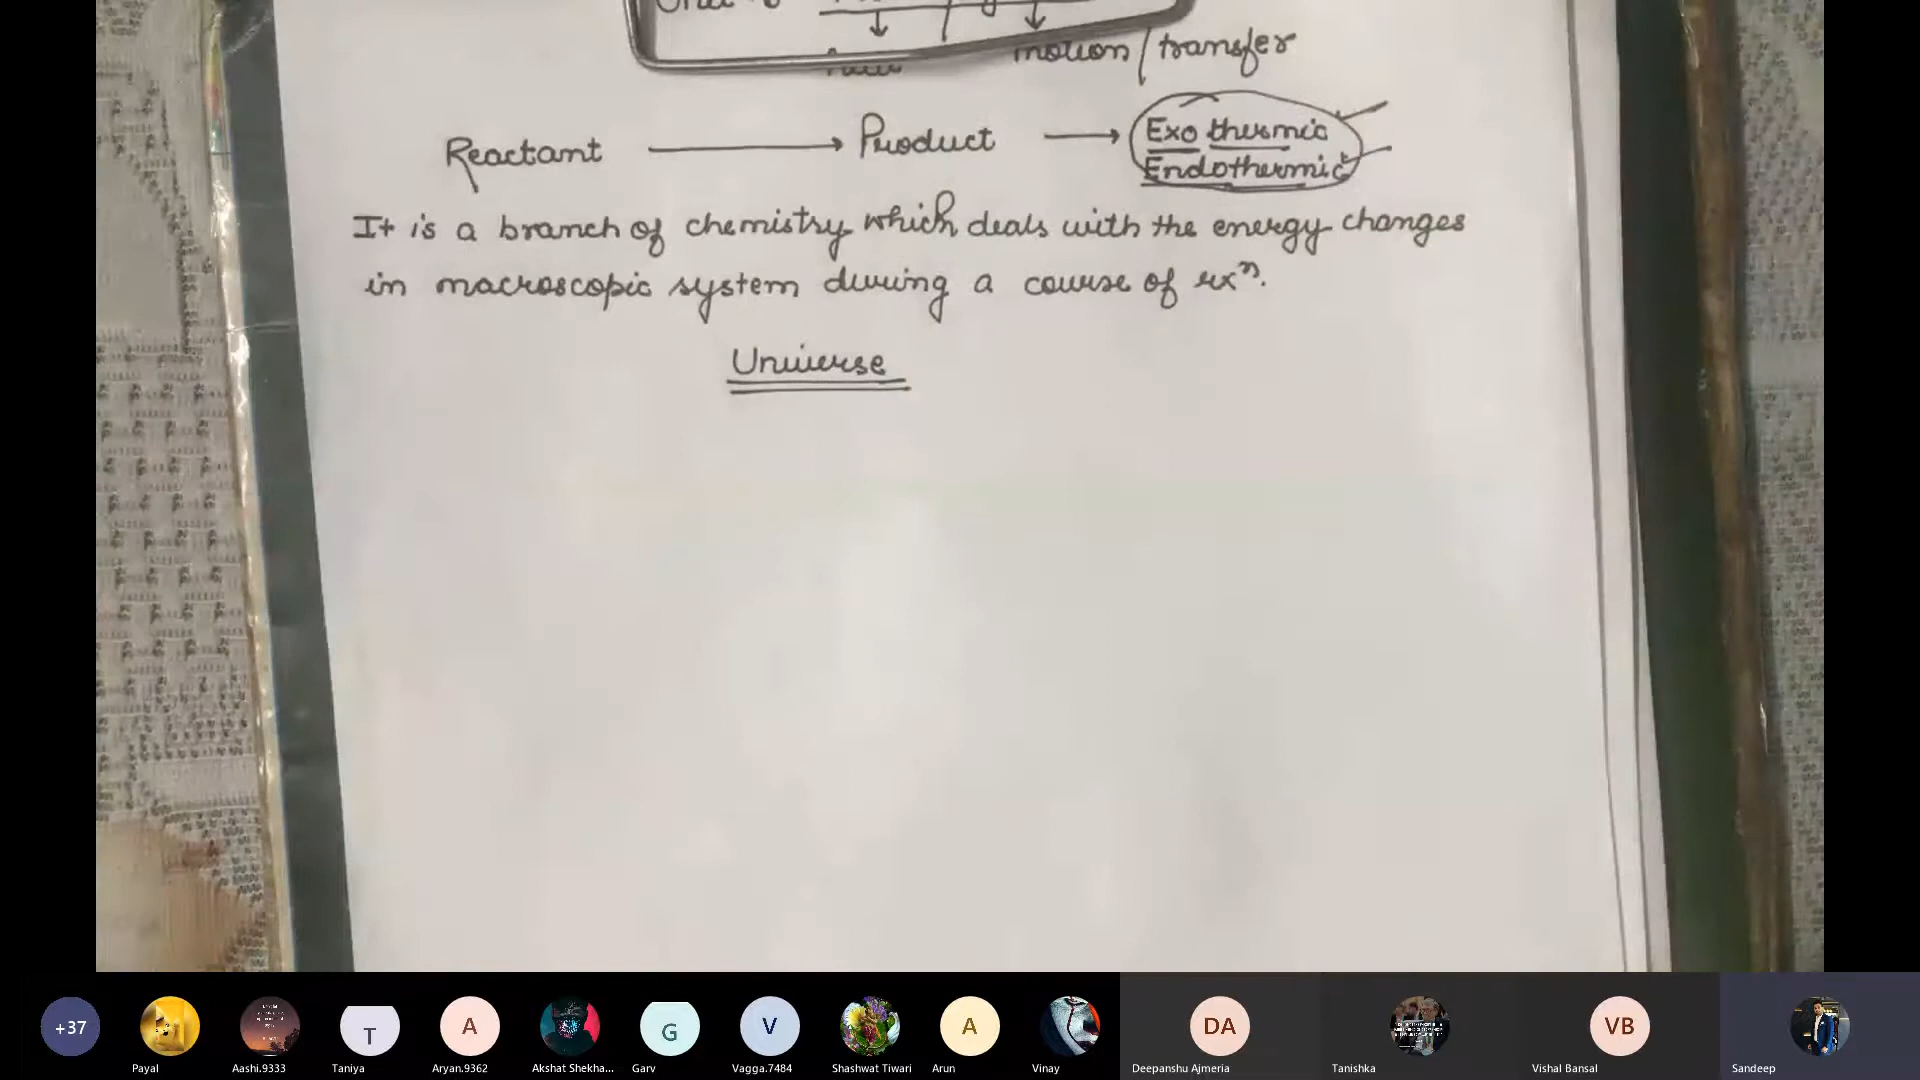 motion / transfer
Reactant → Product → Exothermic
Endothermic
It is a branch of chemistry which deals with the energy changes
in macroscopic system during a course of rxⁿ.
Universe
+37
T
A
G
V
A
DA
VB
Payal
Aashi.9333
Taniya
Aryan.9362
Akshat Shekha...
Garv
Vagga.7484
Shashwat Tiwari
Arun
Vinay
Deepanshu Ajmeria
Tanishka
Vishal Bansal
Sandeep